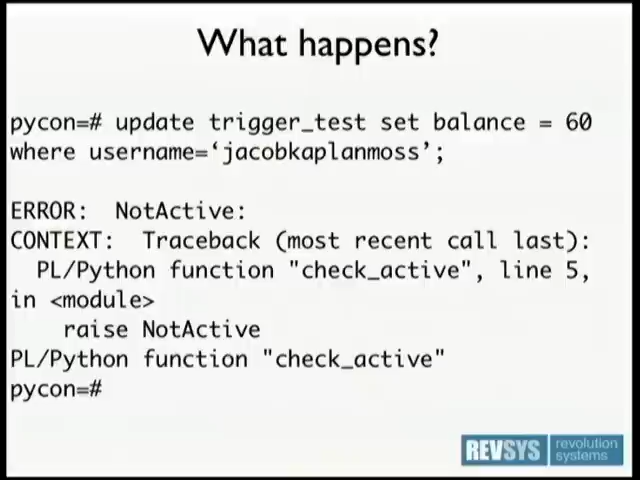 What happens?
pycon=# update trigger_test set balance = 60
where username=‘jacobkaplanmoss’;
ERROR:  NotActive:
CONTEXT:  Traceback (most recent call last):
  PL/Python function "check_active", line 5,
in <module>
    raise NotActive
PL/Python function "check_active"
pycon=#
REVSYS revolution
systems